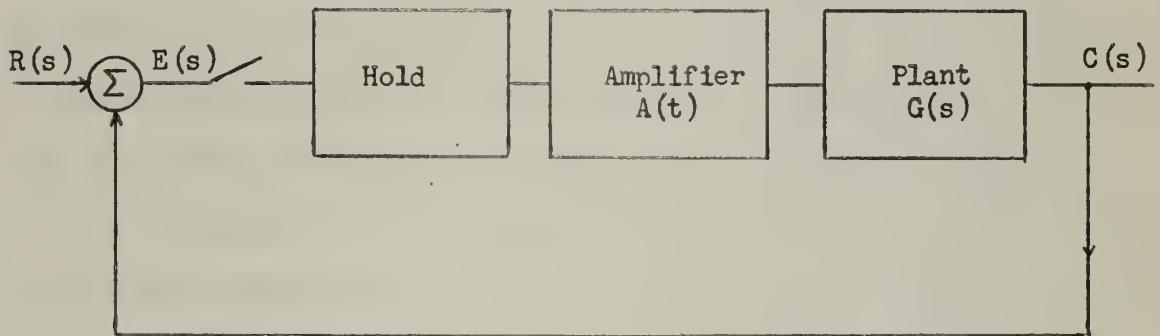 R(s)
Σ
E(s)
Hold
Amplifier
A(t)
Plant
G(s)
C(s)